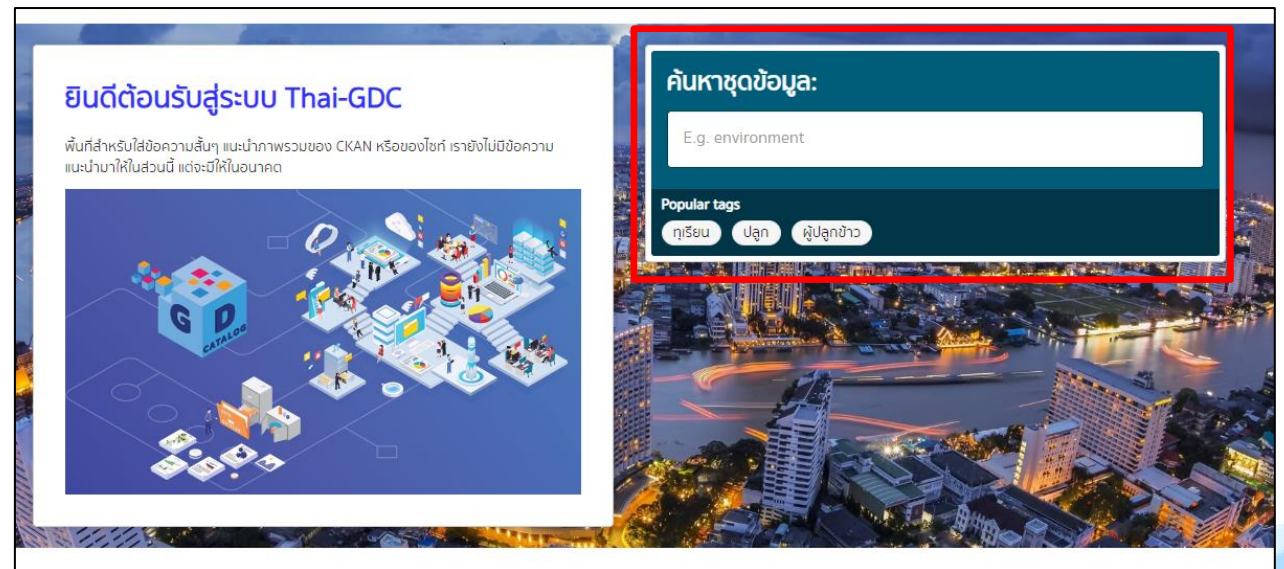 ยินดีต้อนรับสู่ระบบ Thai-GDC
พื้นที่สำหรับใส่ข้อความสั้นๆ แนะนำภาพรวมของ CKAN หรือของไซท์ เรายังไม่มีข้อความ
แนะนำมาให้ในส่วนนี้ แต่จะมีให้ในอนาคต
G D
CATALOG
ค้นหาชุดข้อมูล:
E.g. environment
Popular tags
ทุเรียน ปลูก ผู้ปลูกข้าว